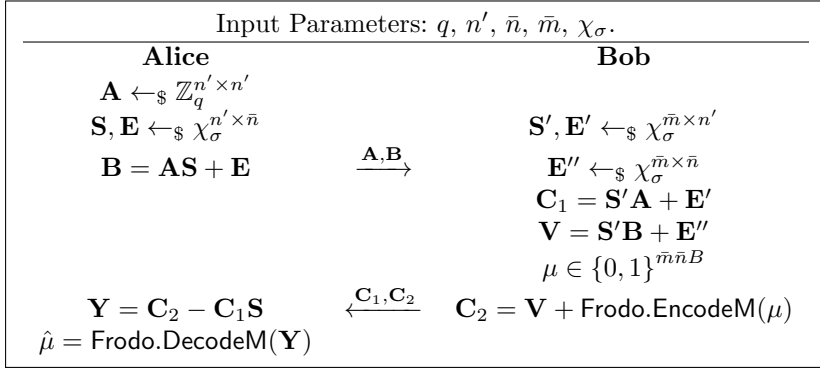 Input Parameters: q, n′, n̄, m̄, χ_σ.
Alice Bob
A ←$ ℤ_q^{n′×n′}
S, E ←$ χ_σ^{n′×n̄} S′, E′ ←$ χ_σ^{m̄×n′}
B = AS + E A,B → E″ ←$ χ_σ^{m̄×n̄}
C₁ = S′A + E′
V = S′B + E″
μ ∈ {0, 1}^{m̄n̄B}
Y = C₂ − C₁S C₁,C₂ ← C₂ = V + Frodo.EncodeM(μ)
μ̂ = Frodo.DecodeM(Y)